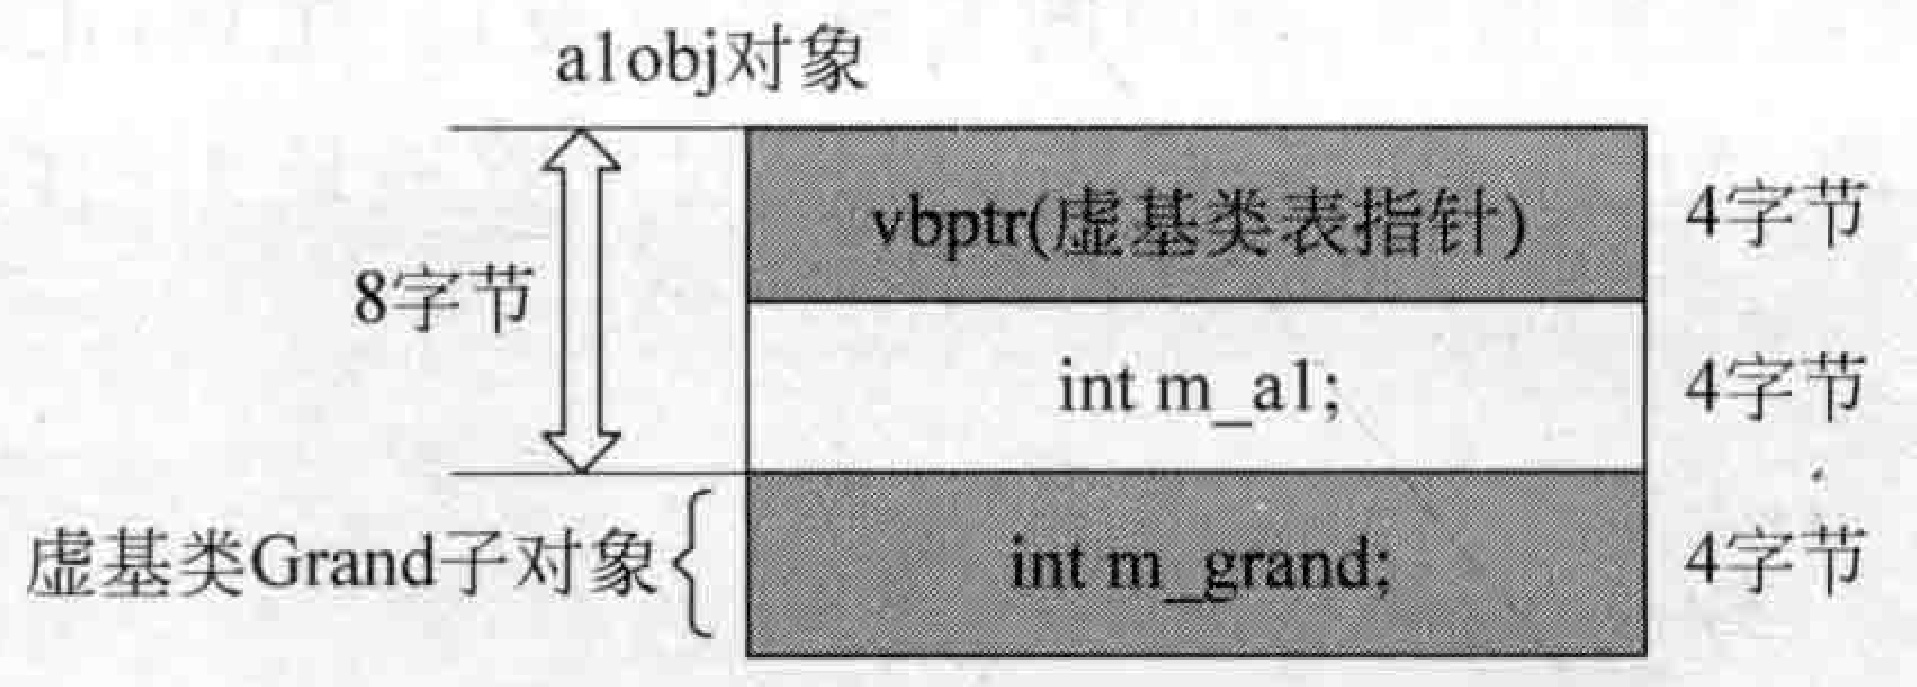 a1obj对象
vbptr(虚基类表指针)
4字节
8字节
int m_a1;
4字节
虚基类Grand子对象
int m_grand;
4字节